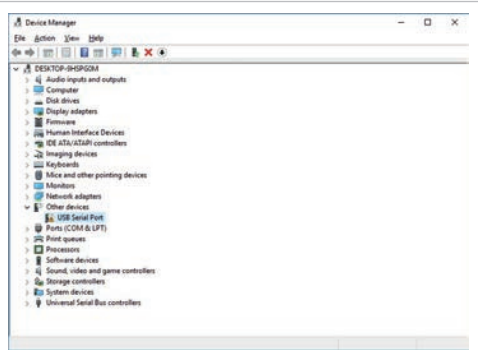 Device Manager
File Action View Help
DESKTOP-9HSPG0M
Audio inputs and outputs
Computer
Disk drives
Display adapters
Firmware
Human Interface Devices
IDE ATA/ATAPI controllers
Imaging devices
Keyboards
Mice and other pointing devices
Monitors
Network adapters
Other devices
USB Serial Port
Ports (COM & LPT)
Print queues
Processors
Software devices
Sound, video and game controllers
Storage controllers
System devices
Universal Serial Bus controllers